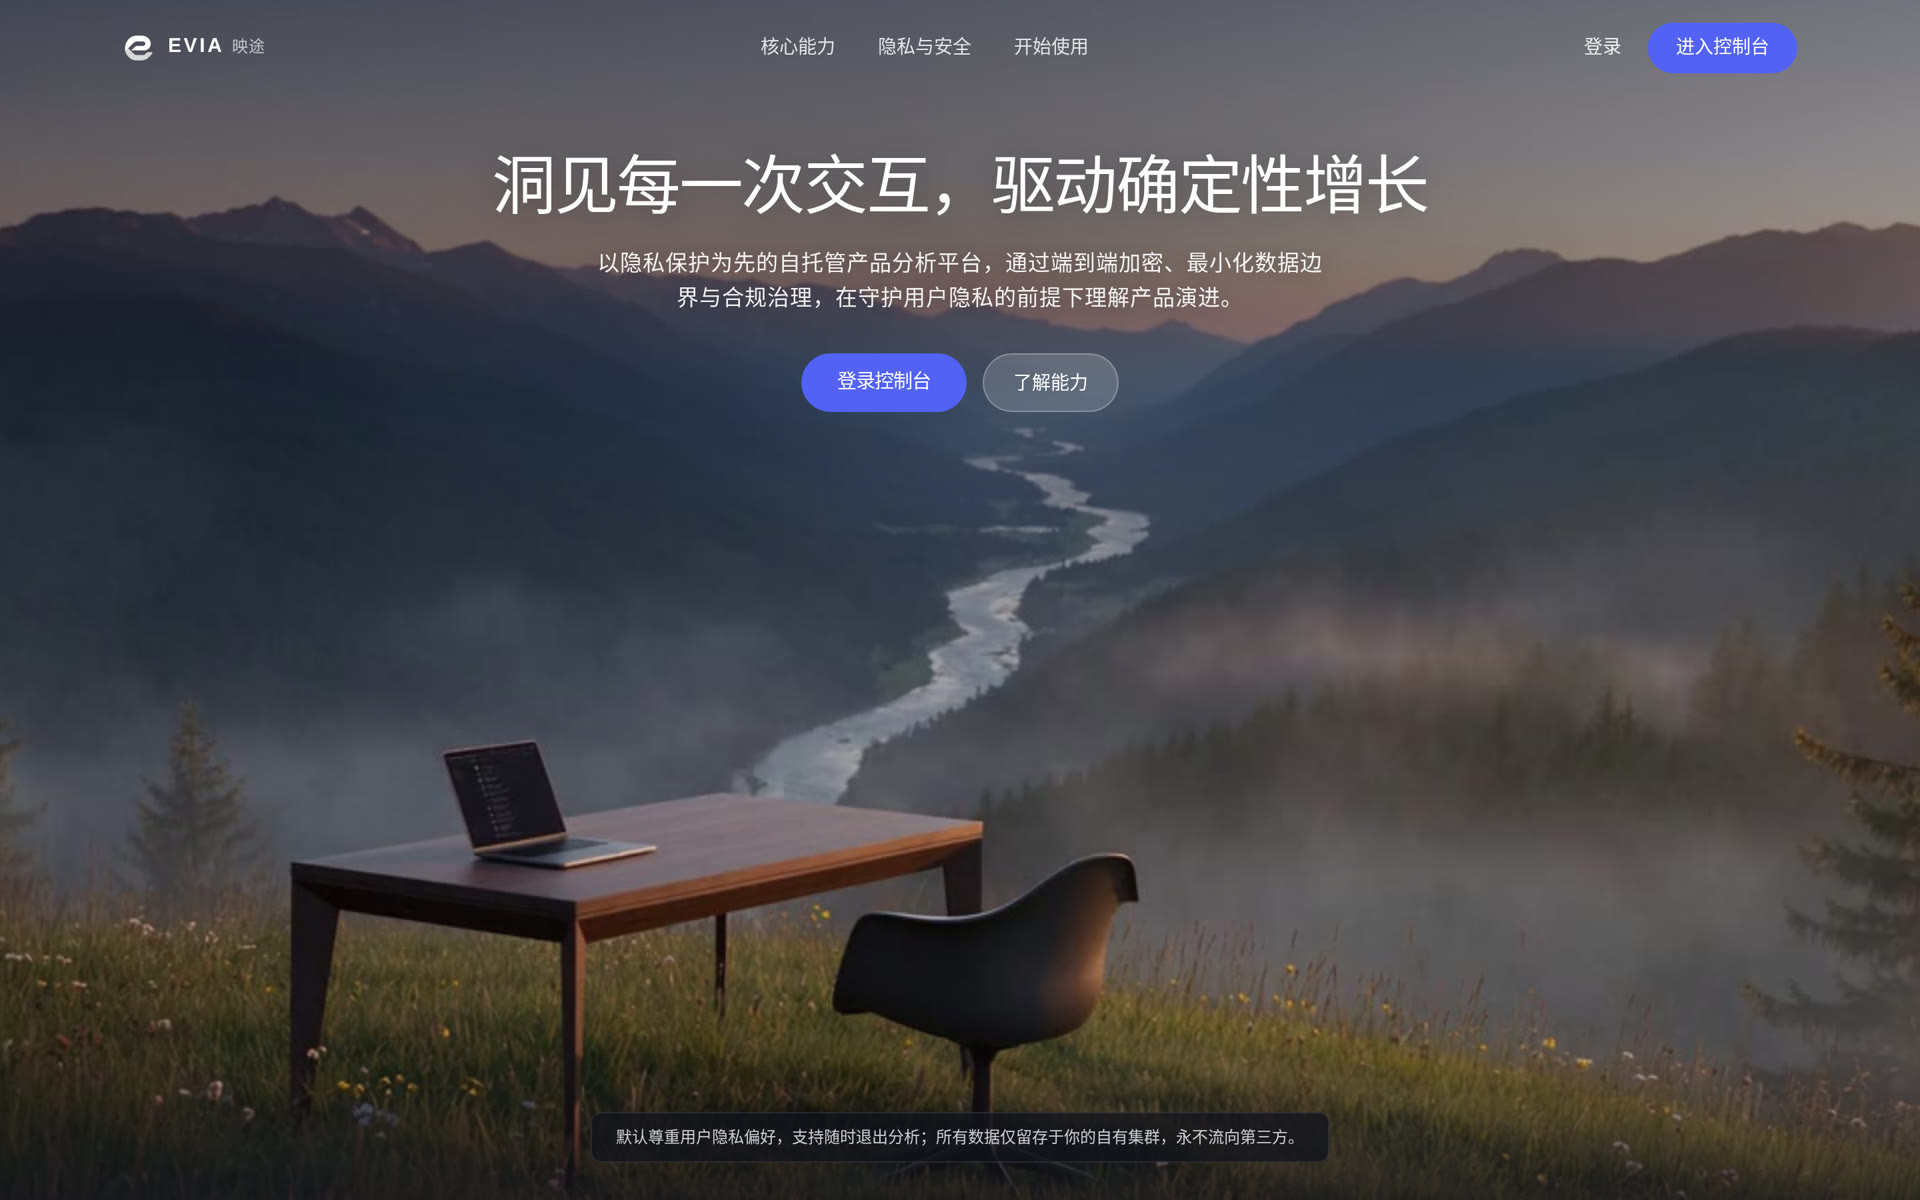 EVIA 映途
核心能力
隐私与安全
开始使用
登录
进入控制台
洞见每一次交互，驱动确定性增长
以隐私保护为先的自托管产品分析平台，通过端到端加密、最小化数据边
界与合规治理，在守护用户隐私的前提下理解产品演进。
登录控制台
了解能力
默认尊重用户隐私偏好，支持随时退出分析；所有数据仅留存于你的自有集群，永不流向第三方。